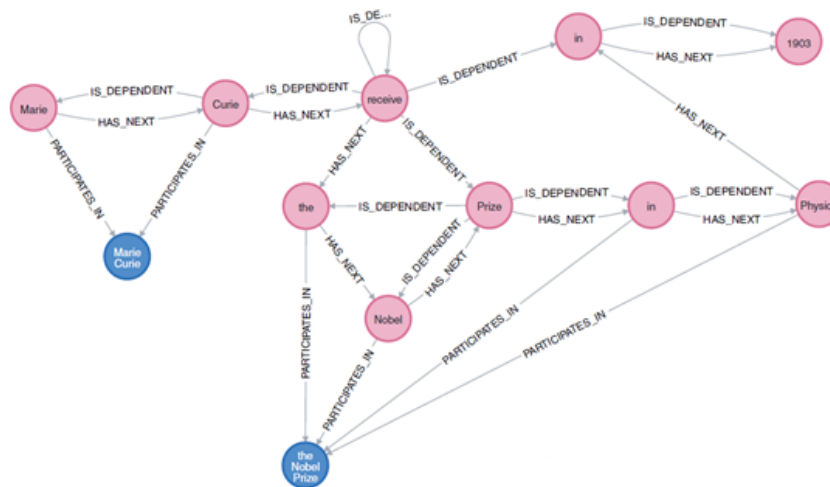 IS_DE...
in
IS_DEPENDENT
1903
HAS_NEXT
IS_DEPENDENT
Marie
IS_DEPENDENT
Curie
IS_DEPENDENT
receive
HAS_NEXT
HAS_NEXT
HAS_NEXT
PARTICIPATES_IN
PARTICIPATES_IN
HAS_NEXT
IS_DEPENDENT
the
IS_DEPENDENT
Prize
IS_DEPENDENT
HAS_NEXT
in
IS_DEPENDENT
HAS_NEXT
Physic
Marie
Curie
HAS_NEXT
IS_DEPENDENT
HAS_NEXT
Nobel
PARTICIPATES_IN
PARTICIPATES_IN
PARTICIPATES_IN
PARTICIPATES_IN
the
Nobel
Prize